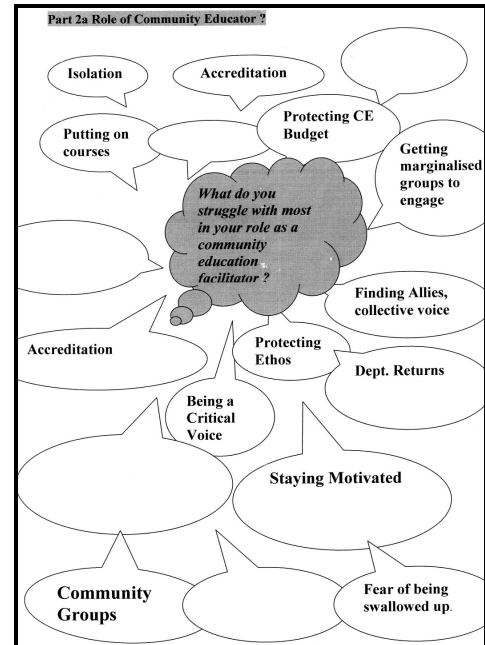 Part 2a Role of Community Educator ?
Isolation
Accreditation
Protecting CE
Budget
Putting on
courses
Getting
marginalised
groups to
engage
What do you
struggle with most
in your role as a
community
education
facilitator ?
Finding Allies,
collective voice
Accreditation
Protecting
Ethos
Dept. Returns
Being a
Critical
Voice
Staying Motivated
Community
Groups
Fear of being
swallowed up.